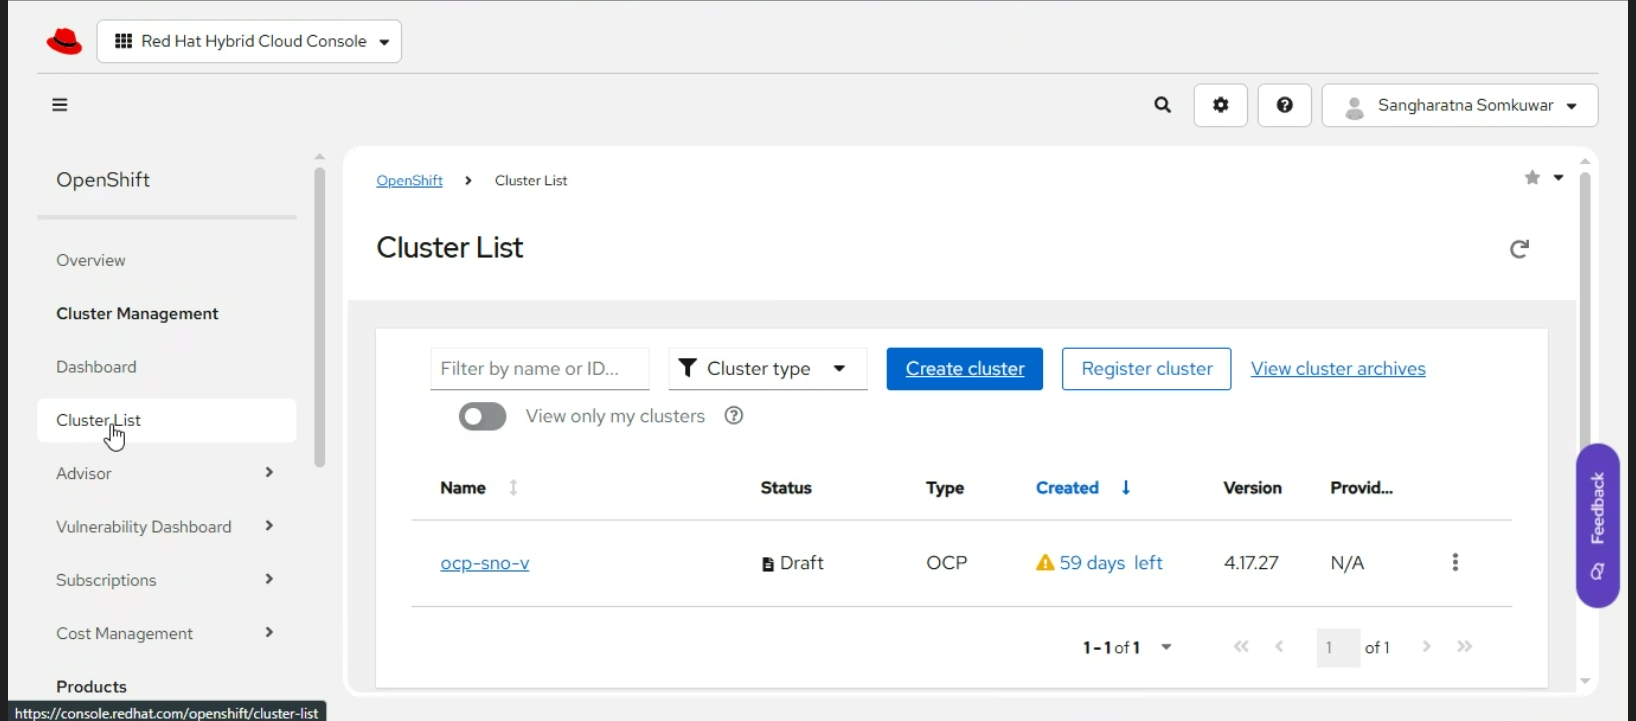 Red Hat Hybrid Cloud Console
Sangharatna Somkuwar
OpenShift
Overview
Cluster Management
Dashboard
Cluster List
Advisor
Vulnerability Dashboard
Subscriptions
Cost Management
Products
OpenShift > Cluster List
Cluster List
Filter by name or ID... Cluster type Create cluster Register cluster View cluster archives
View only my clusters
Name Status Type Created Version Provid...
ocp-sno-v Draft OCP 59 days left 4.17.27 N/A
1 - 1 of 1 1 of 1
Feedback
https://console.redhat.com/openshift/cluster-list